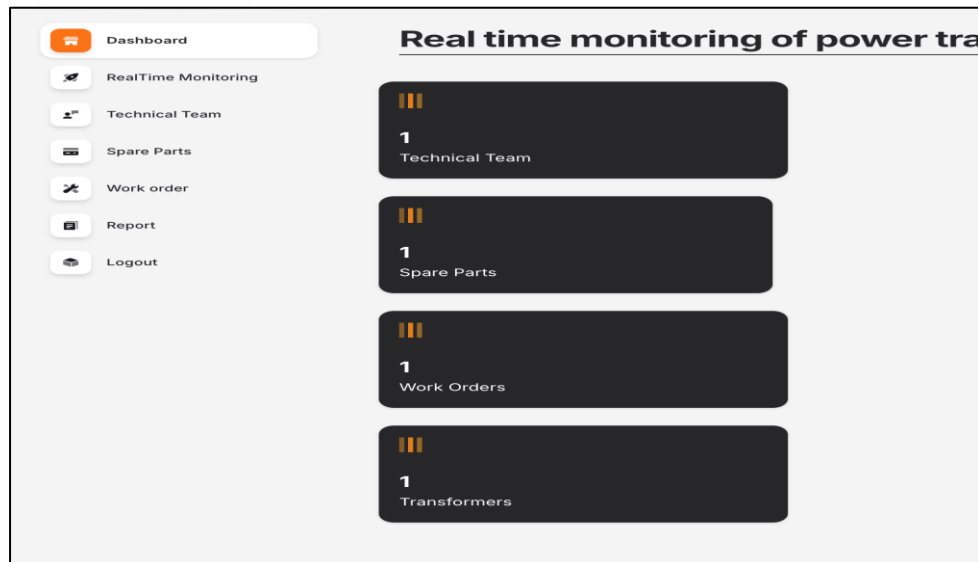 Dashboard
RealTime Monitoring
Technical Team
Spare Parts
Work order
Report
Logout
Real time monitoring of power tra
1
Technical Team
1
Spare Parts
1
Work Orders
1
Transformers